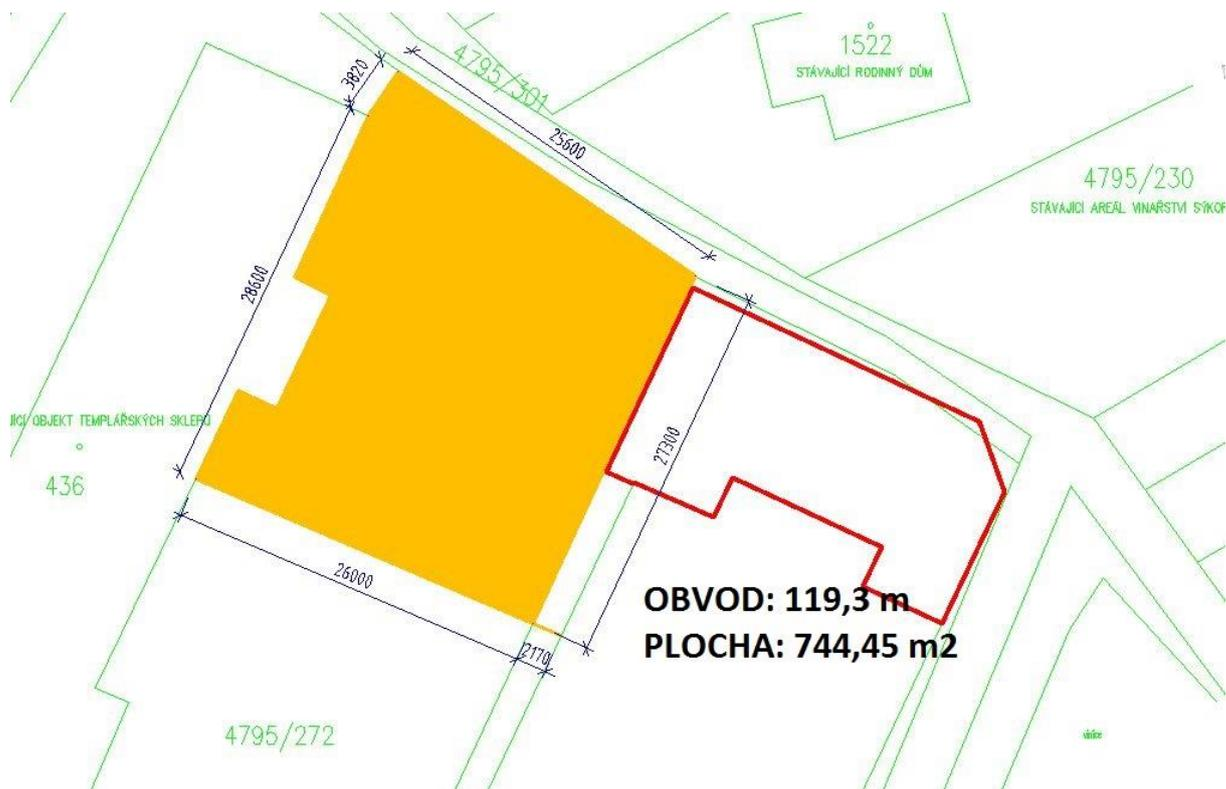 1522
STÁVAJÍCÍ RODINNÝ DŮM
4795/301
3820
25600
4795/230
STÁVAJÍCÍ AREÁL VINAŘSTVÍ
28600
27300
OBJEKT TEMPLÁŘSKÝCH SKLEPŮ
436
26000
2170
OBVOD: 119,3 m
PLOCHA: 744,45 m2
4795/272
vinice